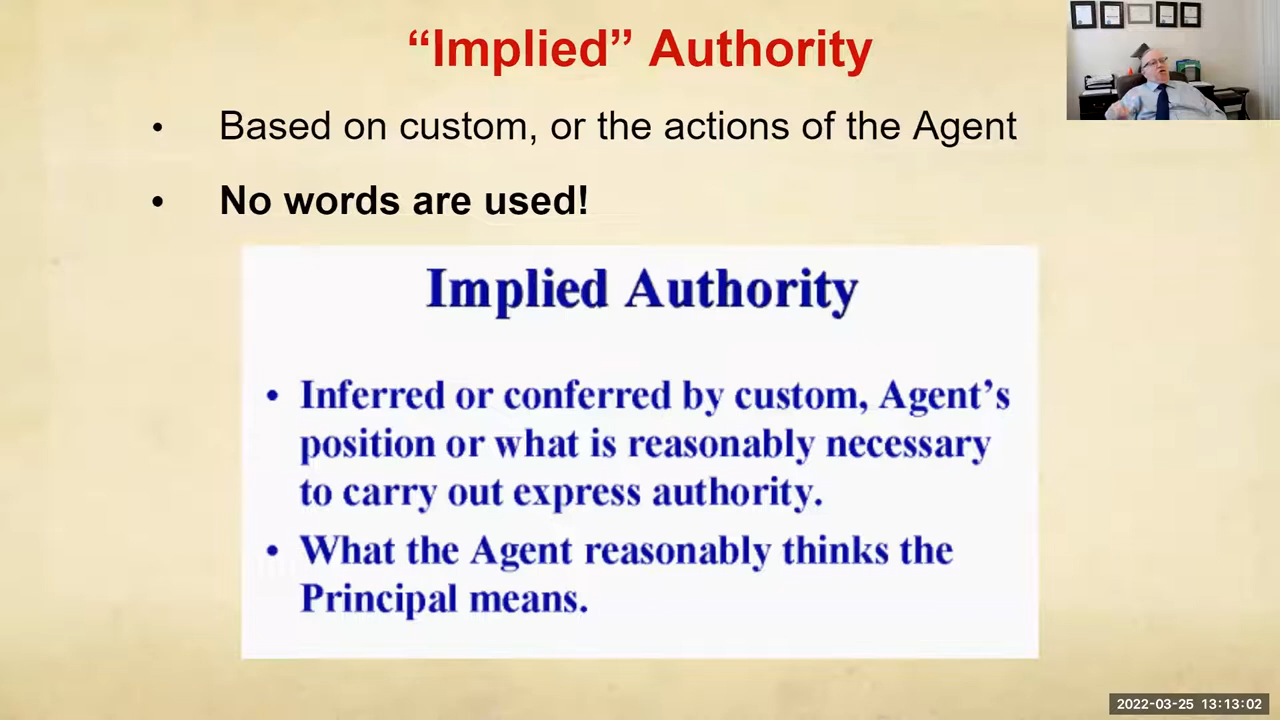 “Implied” Authority
• Based on custom, or the actions of the Agent
• No words are used!
Implied Authority
• Inferred or conferred by custom, Agent’s
position or what is reasonably necessary
to carry out express authority.
• What the Agent reasonably thinks the
Principal means.
2022-03-25 13:13:02